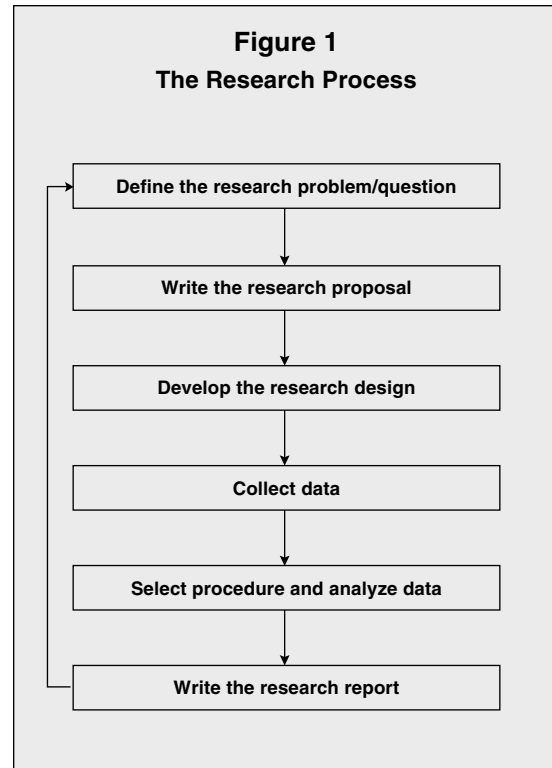 Figure 1
The Research Process
Define the research problem/question
Write the research proposal
Develop the research design
Collect data
Select procedure and analyze data
Write the research report